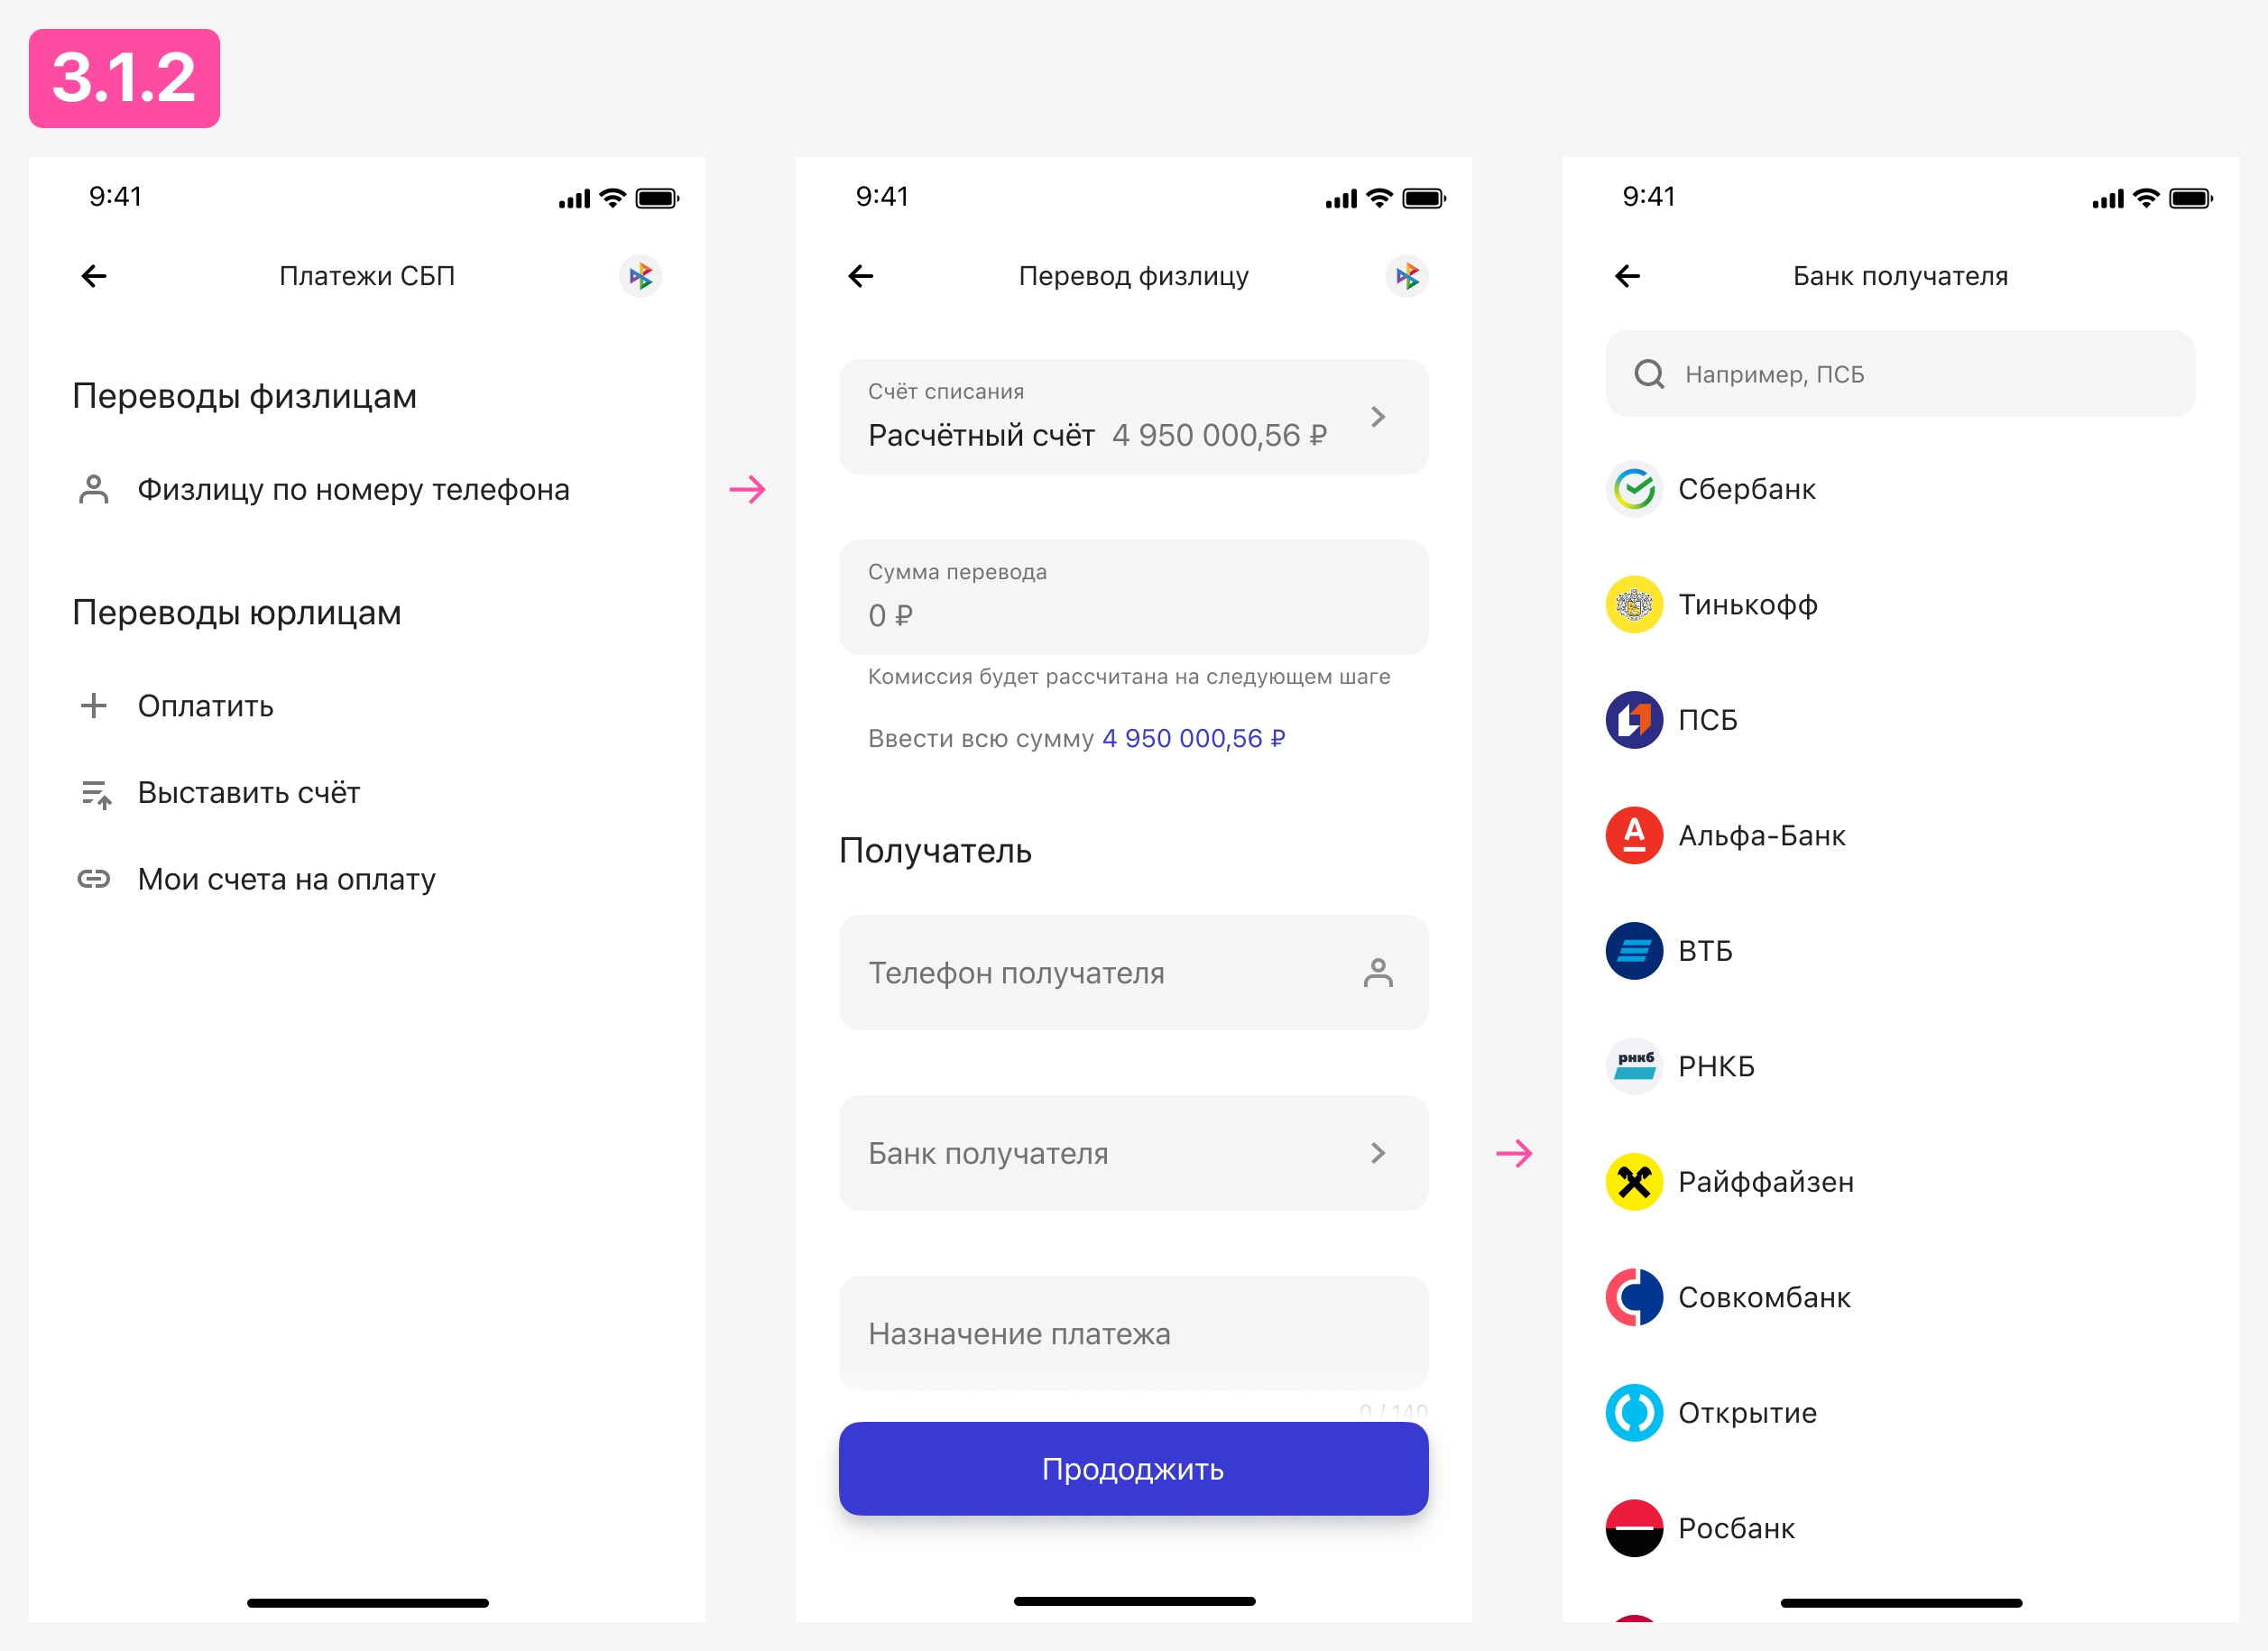 3.1.2
9:41
Платежи СБП
Переводы физлицам
Физлицу по номеру телефона
Переводы юрлицам
Оплатить
Выставить счёт
Мои счета на оплату
9:41
Перевод физлицу
Счёт списания
Расчётный счёт 4 950 000,56 ₽
Сумма перевода
0 ₽
Комиссия будет рассчитана на следующем шаге
Ввести всю сумму 4 950 000,56 ₽
Получатель
Телефон получателя
Банк получателя
Назначение платежа
0 / 140
Прододжить
9:41
Банк получателя
Например, ПСБ
Сбербанк
Тинькофф
ПСБ
Альфа-Банк
ВТБ
рнкб
РНКБ
Райффайзен
Совкомбанк
Открытие
Росбанк